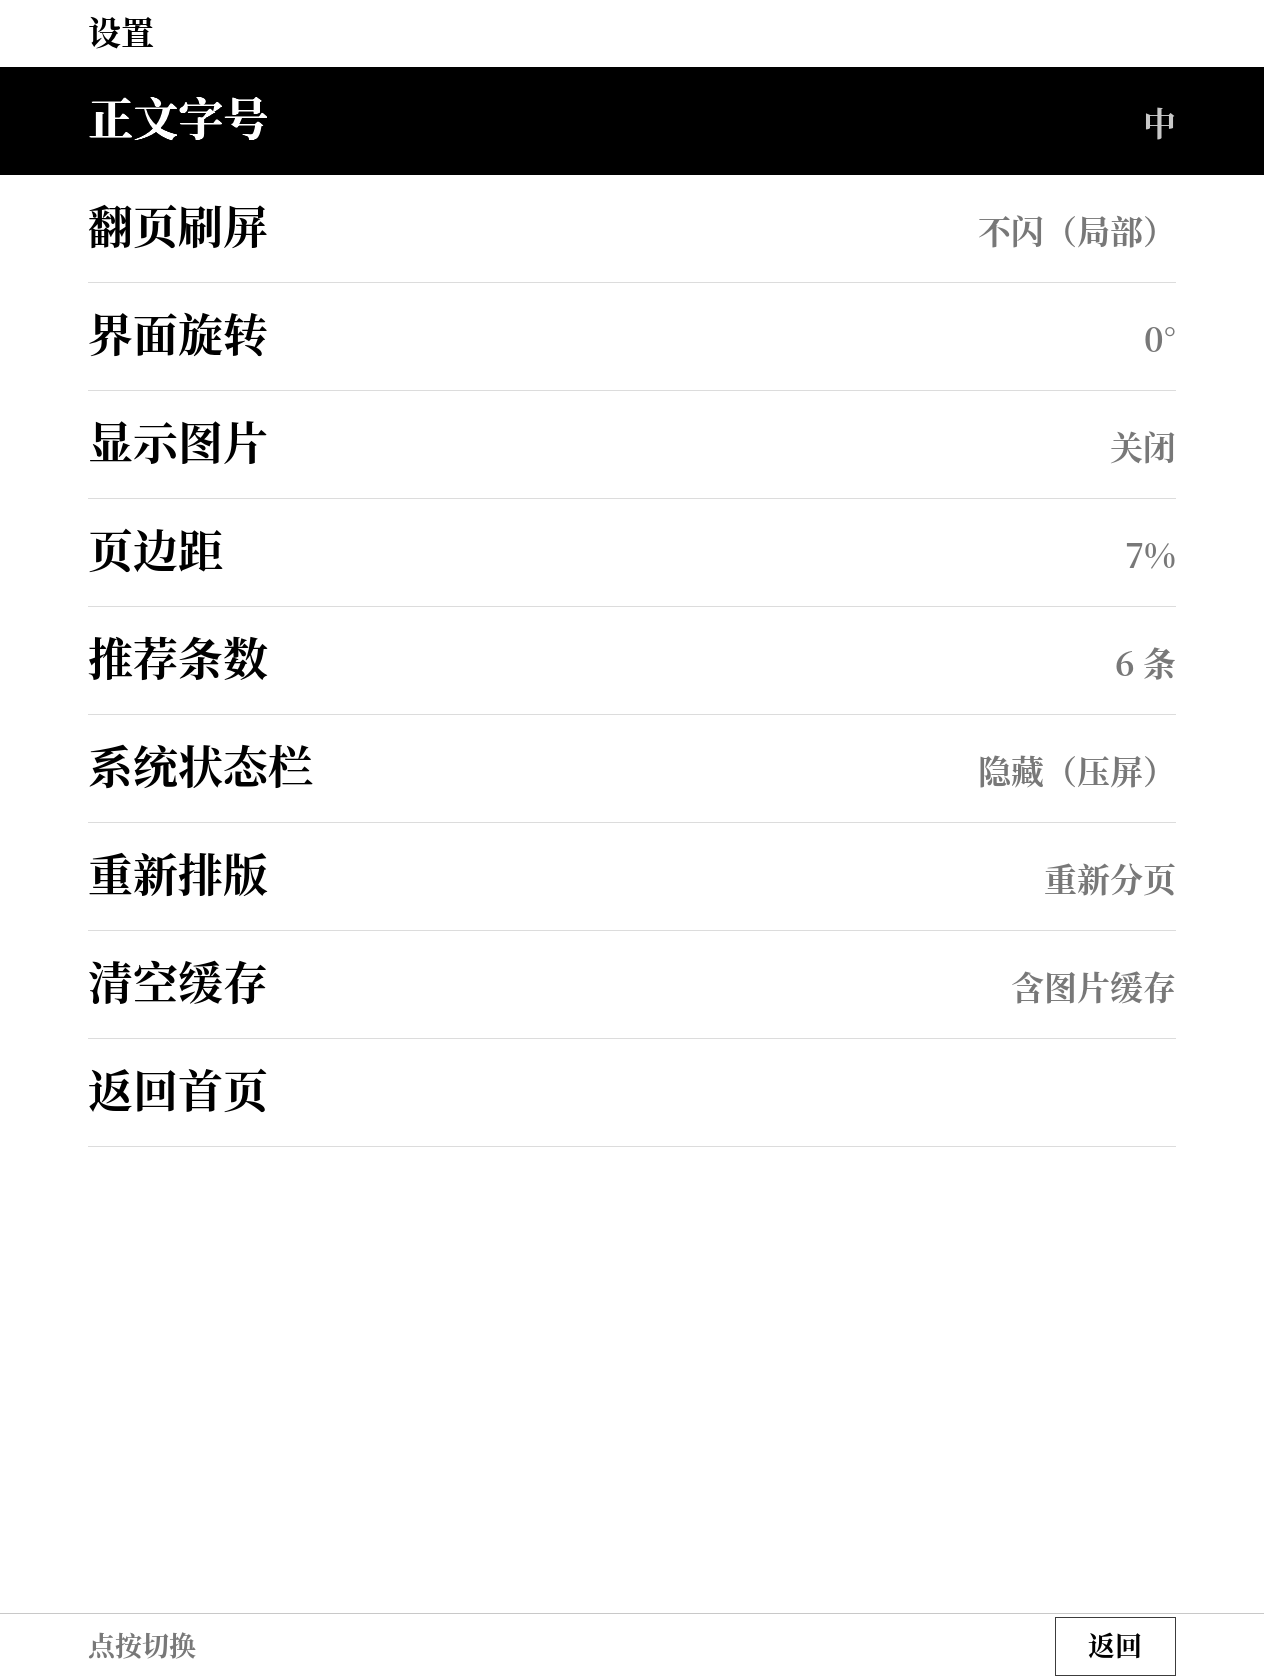 设置
正文字号 中
翻页刷屏 不闪（局部）
界面旋转 0°
显示图片 关闭
页边距 7%
推荐条数 6 条
系统状态栏 隐藏（压屏）
重新排版 重新分页
清空缓存 含图片缓存
返回首页
点按切换 返回